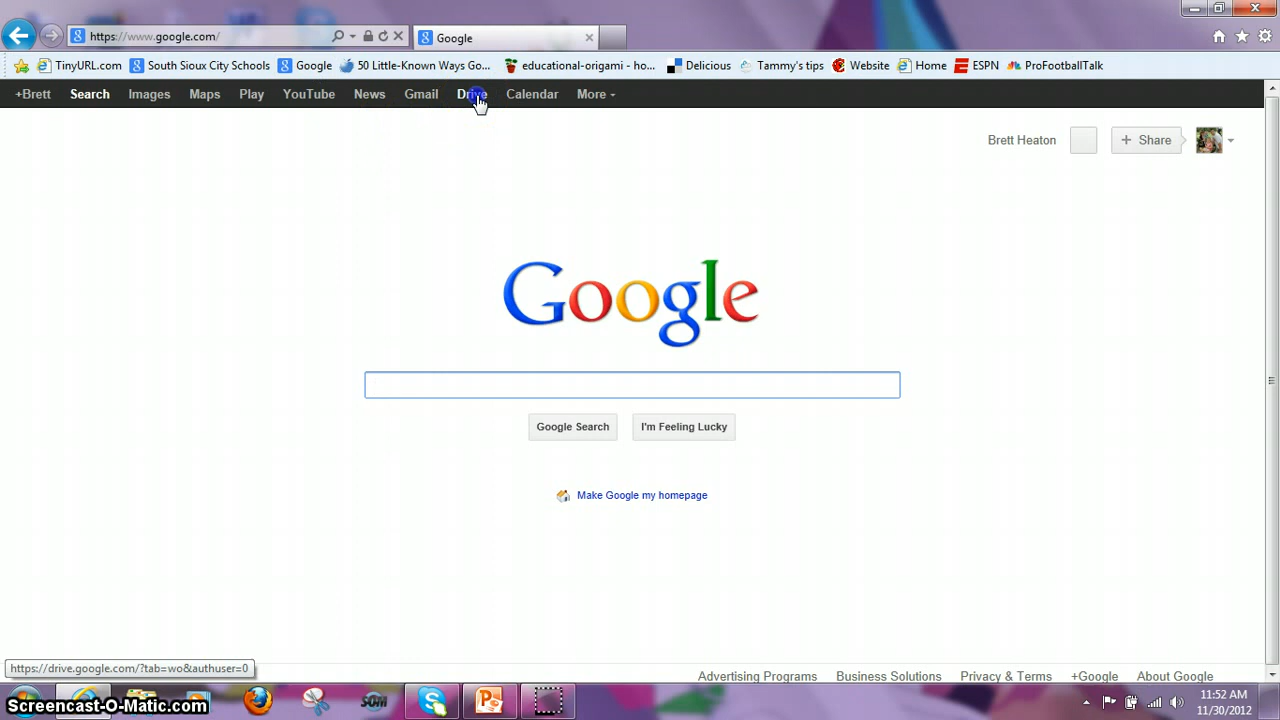 https://www.google.com/
Google
TinyURL.com South Sioux City Schools Google 50 Little-Known Ways Go... educational-origami - ho... Delicious Tammy's tips Website Home ESPN ProFootballTalk
+Brett Search Images Maps Play YouTube News Gmail Drive Calendar More
Brett Heaton + Share
Google
Google Search I'm Feeling Lucky
Make Google my homepage
https://drive.google.com/?tab=wo&authuser=0
Advertising Programs Business Solutions Privacy & Terms +Google About Google
Screencast-O-Matic.com
SOM
11:52 AM
11/30/2012